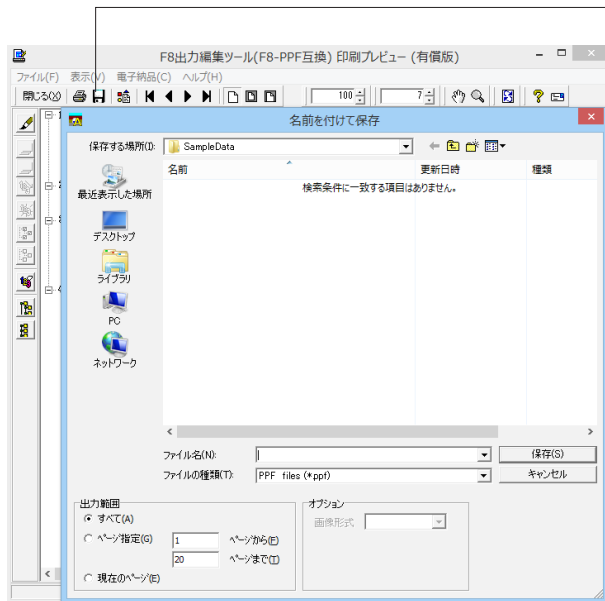 F8出力編集ツール(F8-PPF互換) 印刷プレビュー (有償版)
ファイル(F) 表示(V) 電子納品(C) ヘルプ(H)
閉じる(X) 100 7
名前を付けて保存
保存する場所(I): SampleData
名前 更新日時 種類
検索条件に一致する項目はありません。
最近表示した場所
デスクトップ
ライブラリ
PC
ネットワーク
ファイル名(N): 保存(S)
ファイルの種類(T): PPF files (*.ppf) キャンセル
出力範囲
すべて(A)
ページ指定(G) 1 ページから(F)
20 ページまで(T)
現在のページ(E)
オプション
画像形式